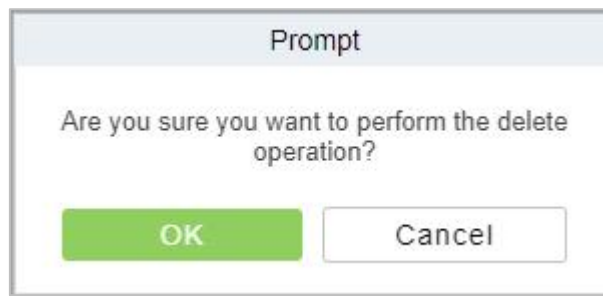 Prompt
Are you sure you want to perform the delete
operation?
OK
Cancel